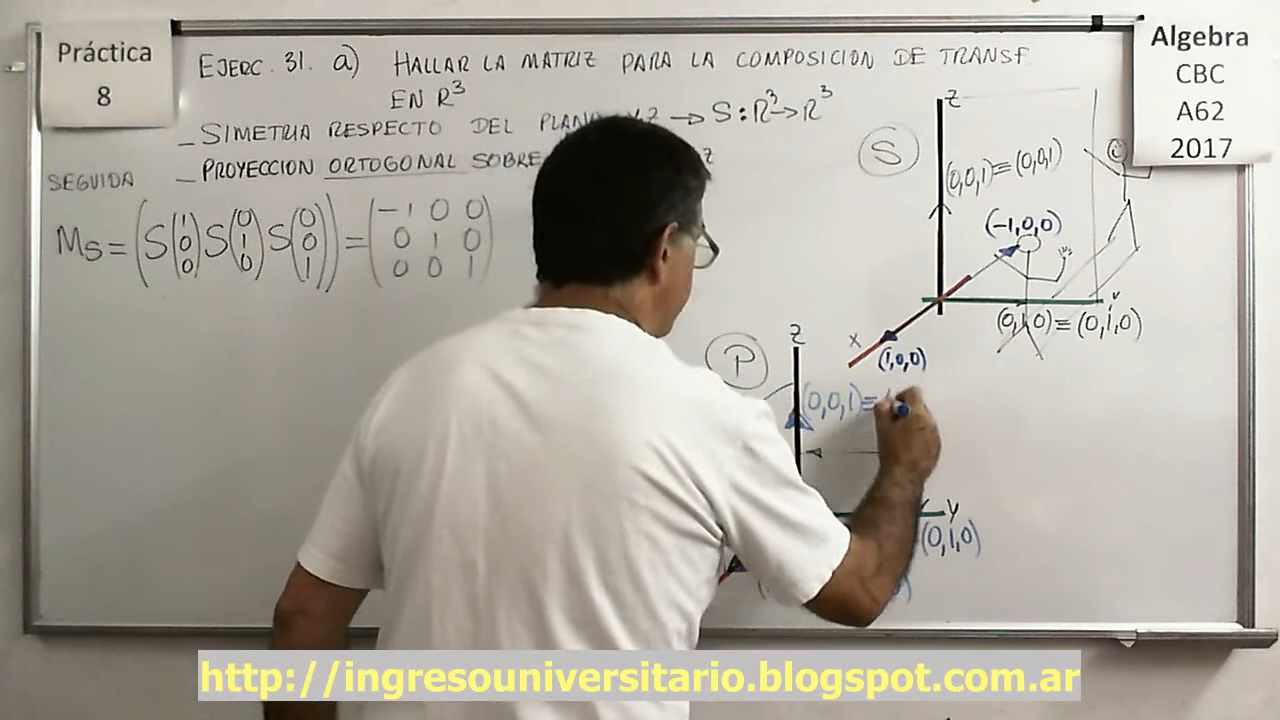 Práctica
8
EJERC. 31. a) HALLAR LA MATRIZ PARA LA COMPOSICION DE TRANSF
EN R³
_ SIMETRIA RESPECTO DEL PLANO YZ → S: R³→R³
SEGUIDA _ PROYECCION ORTOGONAL SOBRE Z
Ms = (S(1 0 0) S(0 1 0) S(0 0 1)) = (-1 0 0
0 1 0
0 0 1)
Algebra
CBC
A62
2017
S
Z
(0,0,1)≡(0,0,1)
(-1,0,0)
(0,1,0)≡(0,1,0)
X
(1,0,0)
P
Z
(0,0,1)≡
Y
(0,1,0)
http://ingresouniversitario.blogspot.com.ar